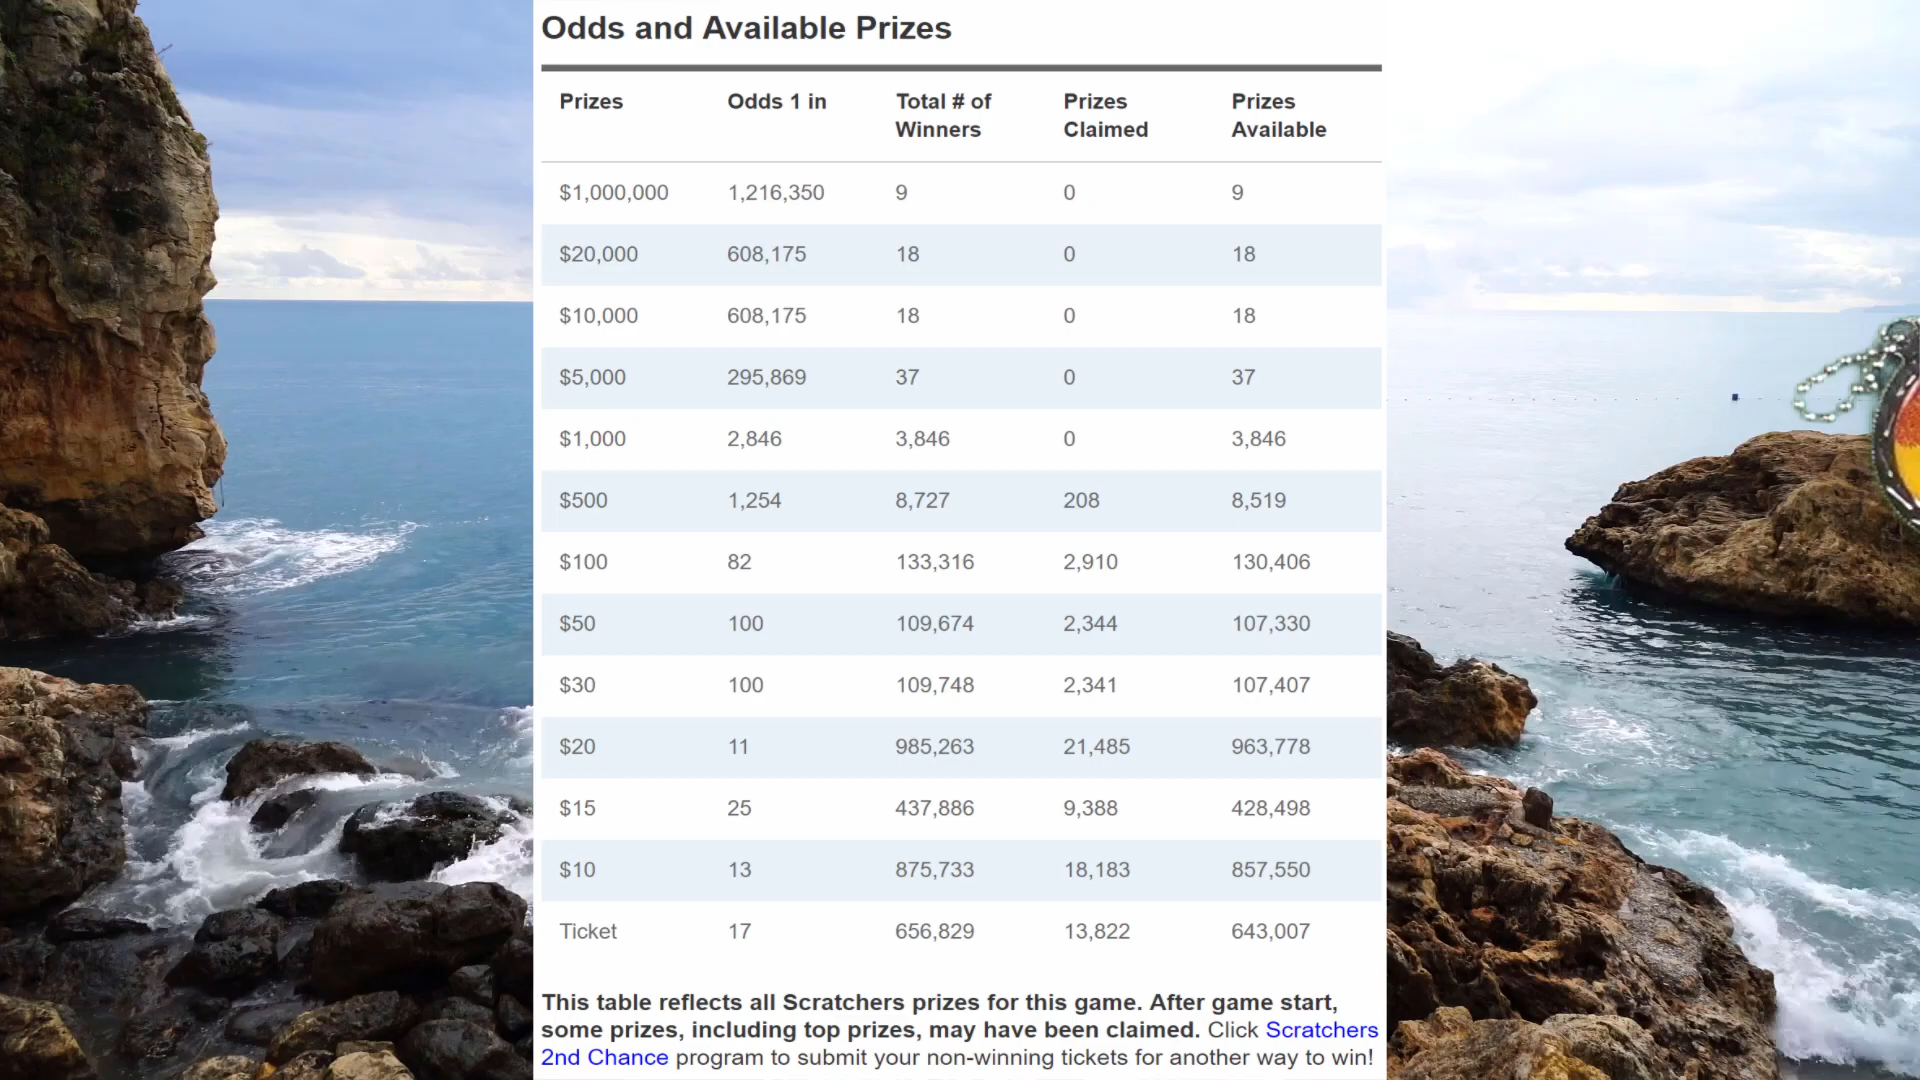 Odds and Available Prizes
Prizes Odds 1 in Total # of Winners Prizes Claimed Prizes Available
$1,000,000 1,216,350 9 0 9
$20,000 608,175 18 0 18
$10,000 608,175 18 0 18
$5,000 295,869 37 0 37
$1,000 2,846 3,846 0 3,846
$500 1,254 8,727 208 8,519
$100 82 133,316 2,910 130,406
$50 100 109,674 2,344 107,330
$30 100 109,748 2,341 107,407
$20 11 985,263 21,485 963,778
$15 25 437,886 9,388 428,498
$10 13 875,733 18,183 857,550
Ticket 17 656,829 13,822 643,007
This table reflects all Scratchers prizes for this game. After game start,
some prizes, including top prizes, may have been claimed. Click Scratchers
2nd Chance program to submit your non-winning tickets for another way to win!